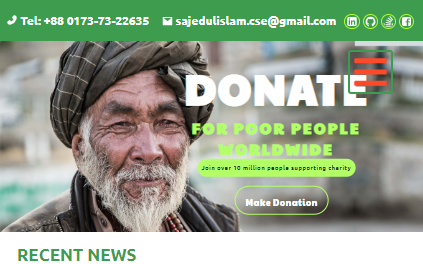 Tel: +88 0173-73-22635 sajedulislam.cse@gmail.com
DONATE
FOR POOR PEOPLE
WORLDWIDE
Join over 10 million people supporting charity
Make Donation
RECENT NEWS